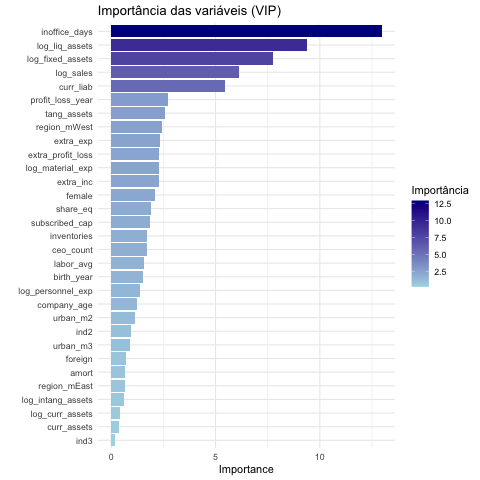 Importância das variáveis (VIP)
inoffice_days
log_liq_assets
log_fixed_assets
log_sales
curr_liab
profit_loss_year
tang_assets
region_mWest
extra_exp
extra_profit_loss
log_material_exp
extra_inc
female
share_eq
subscribed_cap
inventories
ceo_count
labor_avg
birth_year
log_personnel_exp
company_age
urban_m2
ind2
urban_m3
foreign
amort
region_mEast
log_intang_assets
log_curr_assets
curr_assets
ind3
0 5 10
Importance
Importância
12.5
10.0
7.5
5.0
2.5